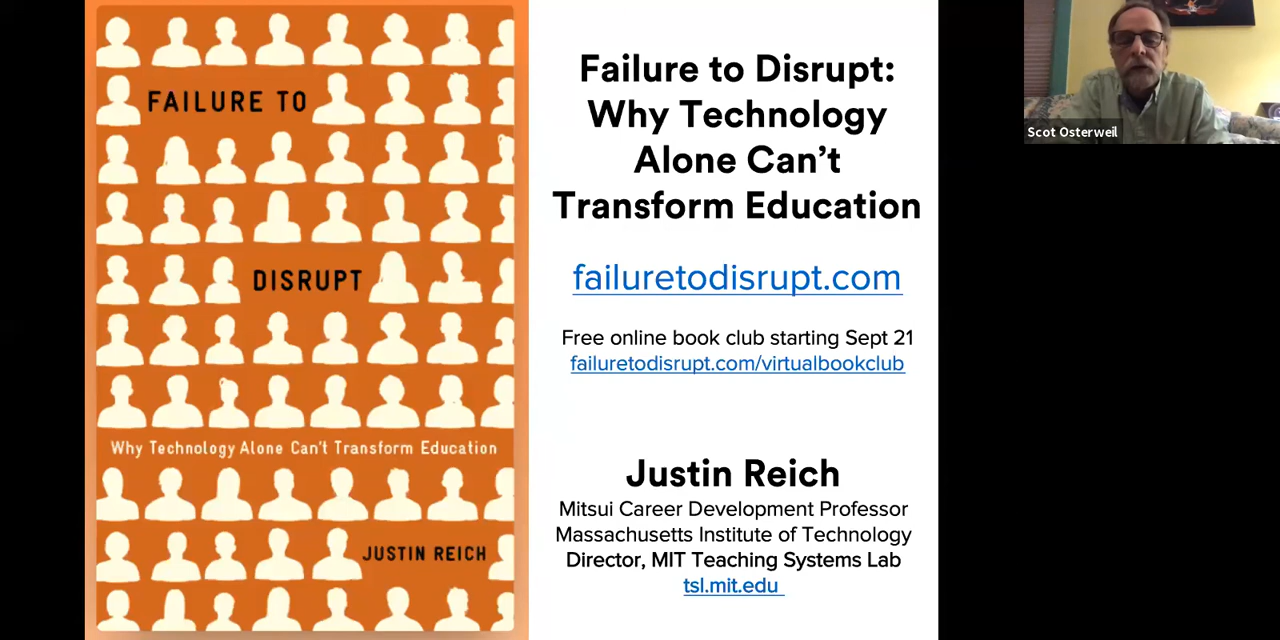 FAILURE TO
DISRUPT
Why Technology Alone Can't Transform Education
JUSTIN REICH
Failure to Disrupt:
Why Technology
Alone Can’t
Transform Education
failuretodisrupt.com
Free online book club starting Sept 21
failuretodisrupt.com/virtualbookclub
Justin Reich
Mitsui Career Development Professor
Massachusetts Institute of Technology
Director, MIT Teaching Systems Lab
tsl.mit.edu
Scot Osterweil